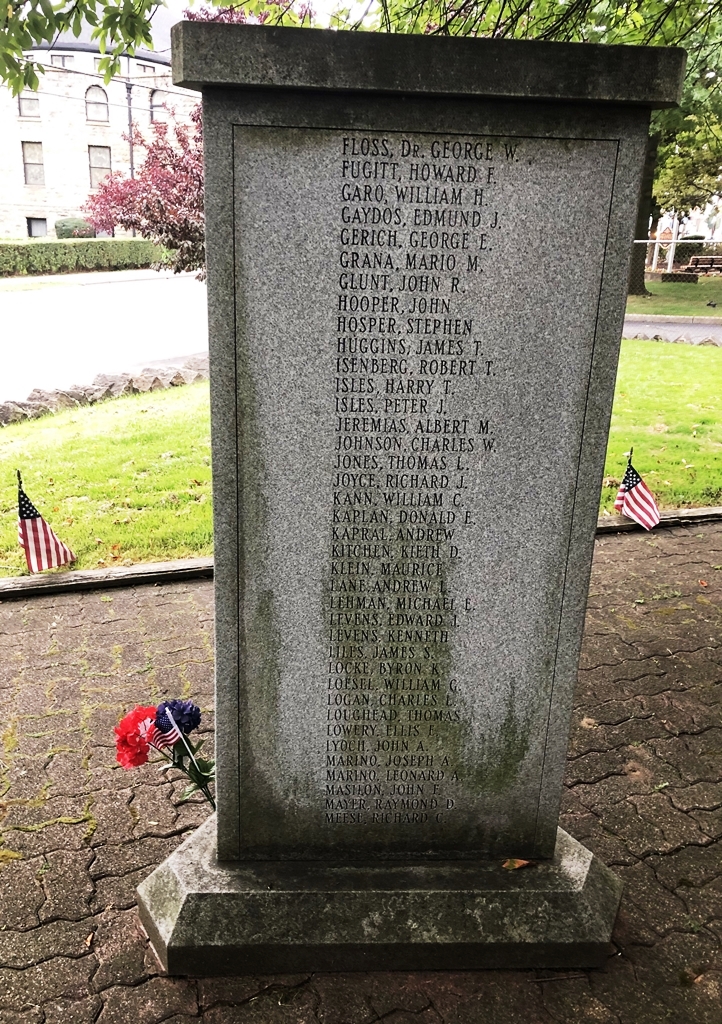 FLOSS, DR. GEORGE W.
FUGITT, HOWARD F.
GARO, WILLIAM H.
GAYDOS, EDMUND J.
GERICH, GEORGE E.
GRANA, MARIO M.
GLUNT, JOHN R.
HOOPER, JOHN
HOSPER, STEPHEN
HUGGINS, JAMES T.
ISENBERG, ROBERT T.
ISLES, HARRY T.
ISLES, PETER J.
JEREMIAS, ALBERT M.
JOHNSON, CHARLES W.
JONES, THOMAS L.
JOYCE, RICHARD J.
KANN, WILLIAM C.
KAPLAN, DONALD E.
KAPRAL, ANDREW
KITCHEN, KIETH D.
KLEIN, MAURICE
LANE, ANDREW L.
LEHMAN, MICHAEL E.
LEVENS, EDWARD J.
LEVENS, KENNETH
LILES, JAMES S.
LOCKE, BYRON K.
LOESEL, WILLIAM G.
LOGAN, CHARLES L.
LOUGHEAD, THOMAS
LOWERY, ELLIS F.
LYOCH, JOHN A.
MARINO, JOSEPH A.
MARINO, LEONARD A.
MASILON, JOHN F.
MAYER, RAYMOND D.
MEESE, RICHARD C.